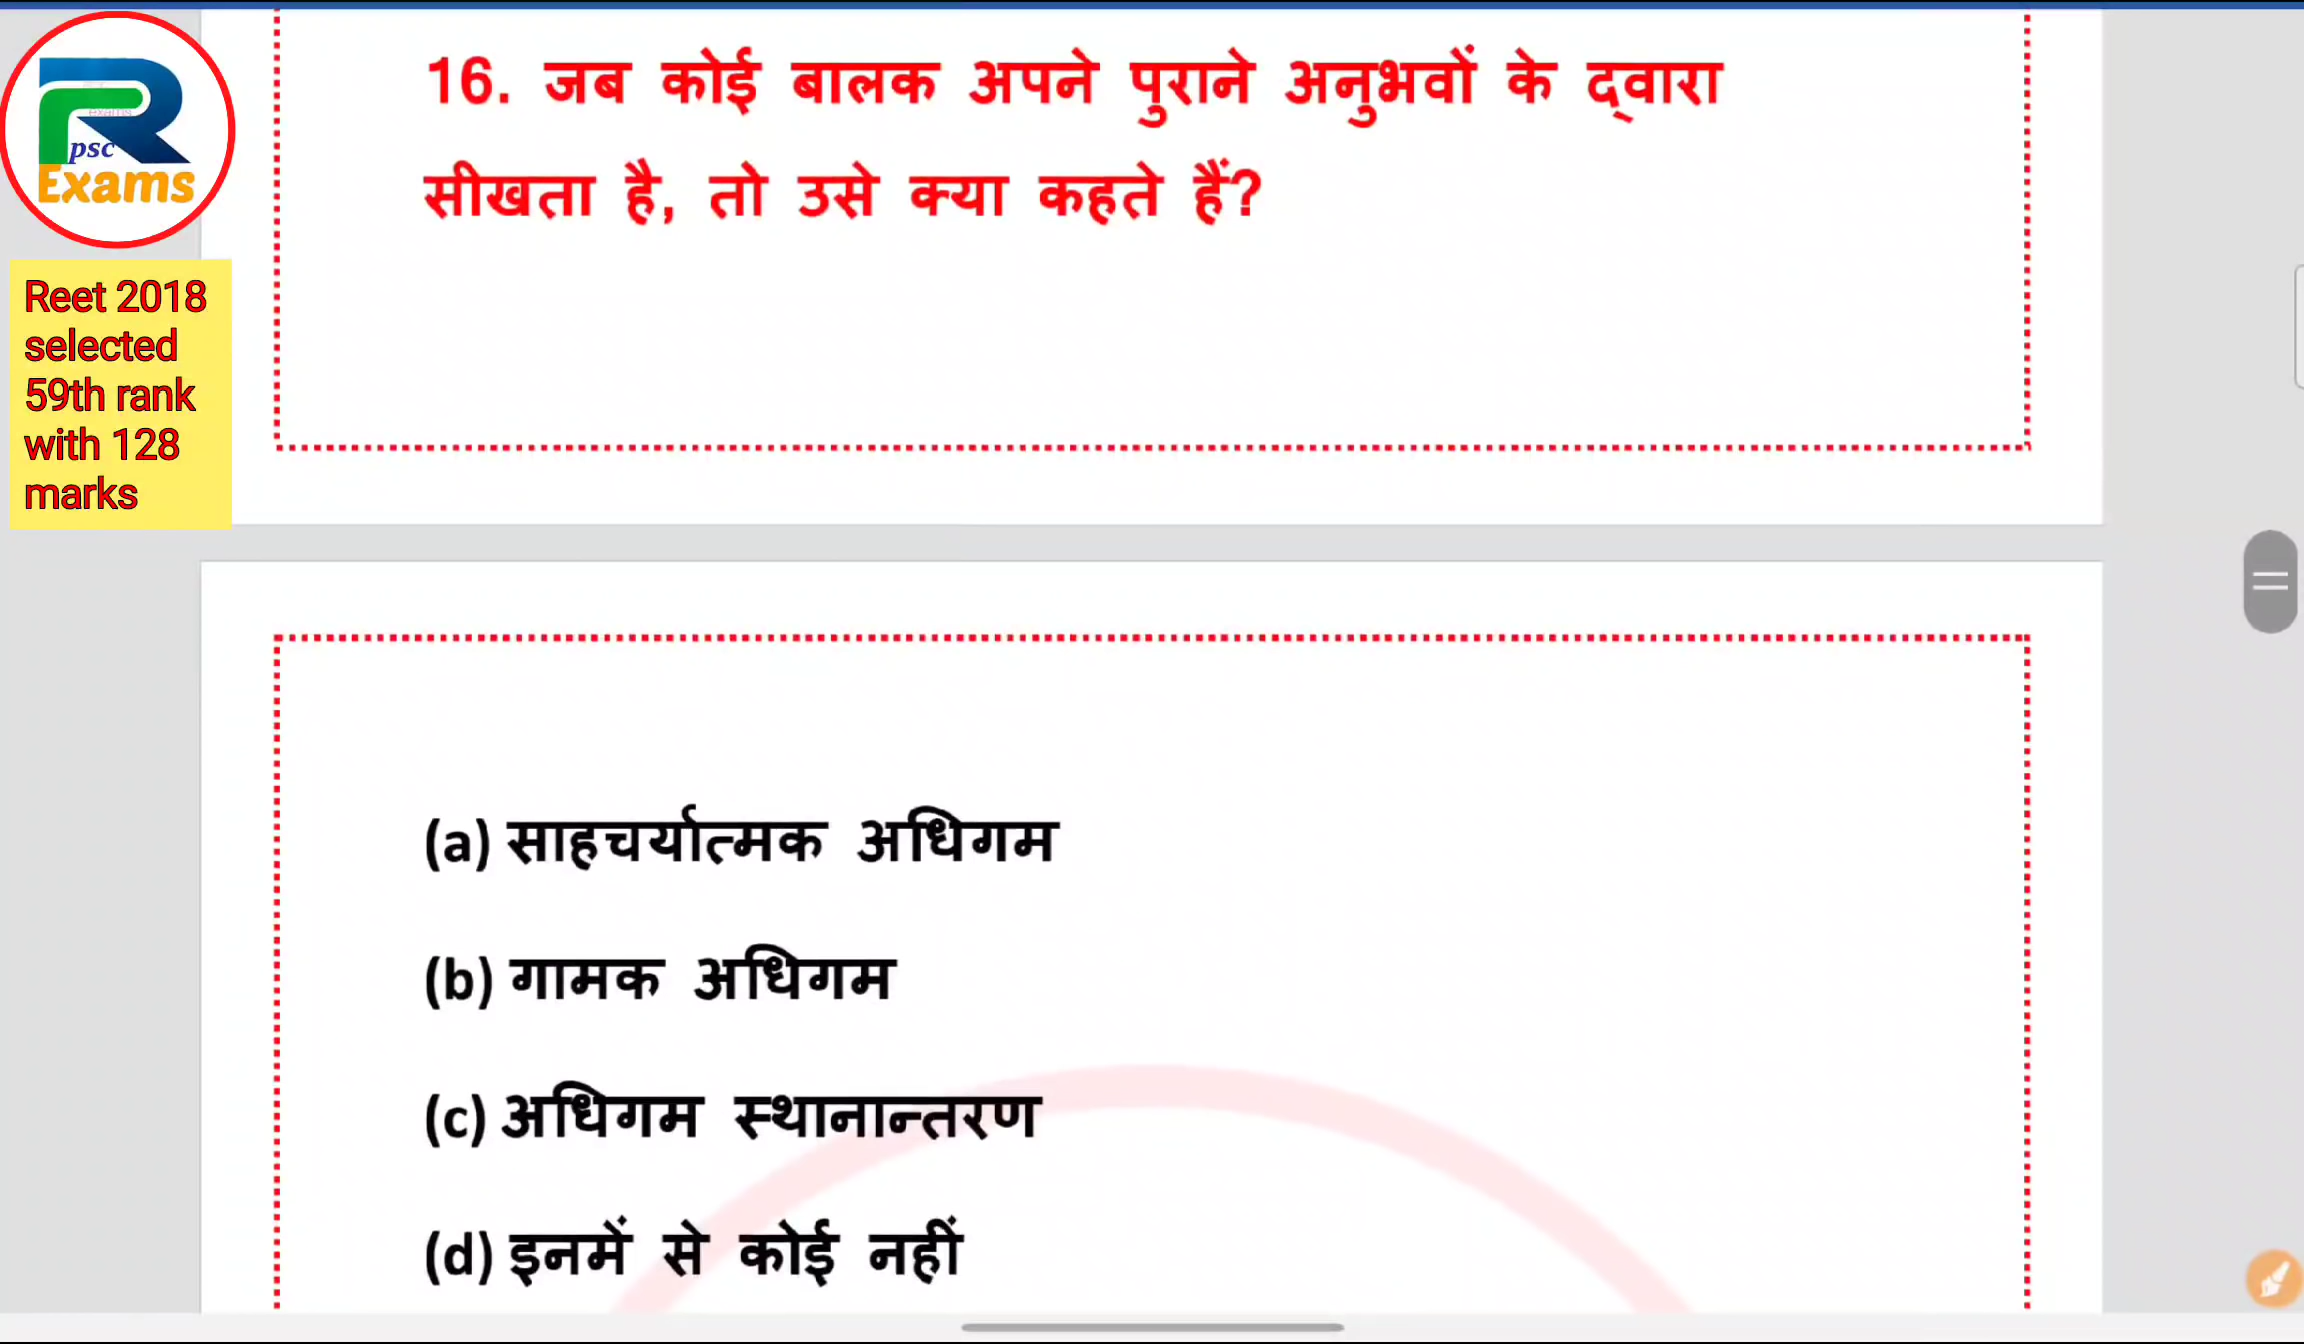 16. जब कोई बालक अपने पुराने अनुभवों के द्वारा
सीखता है, तो उसे क्या कहते हैं?
psc
Exams
Reet 2018
selected
59th rank
with 128
marks
(a) साहचर्यात्मक अधिगम
(b) गामक अधिगम
(c) अधिगम स्थानान्तरण
(d) इनमें से कोई नहीं